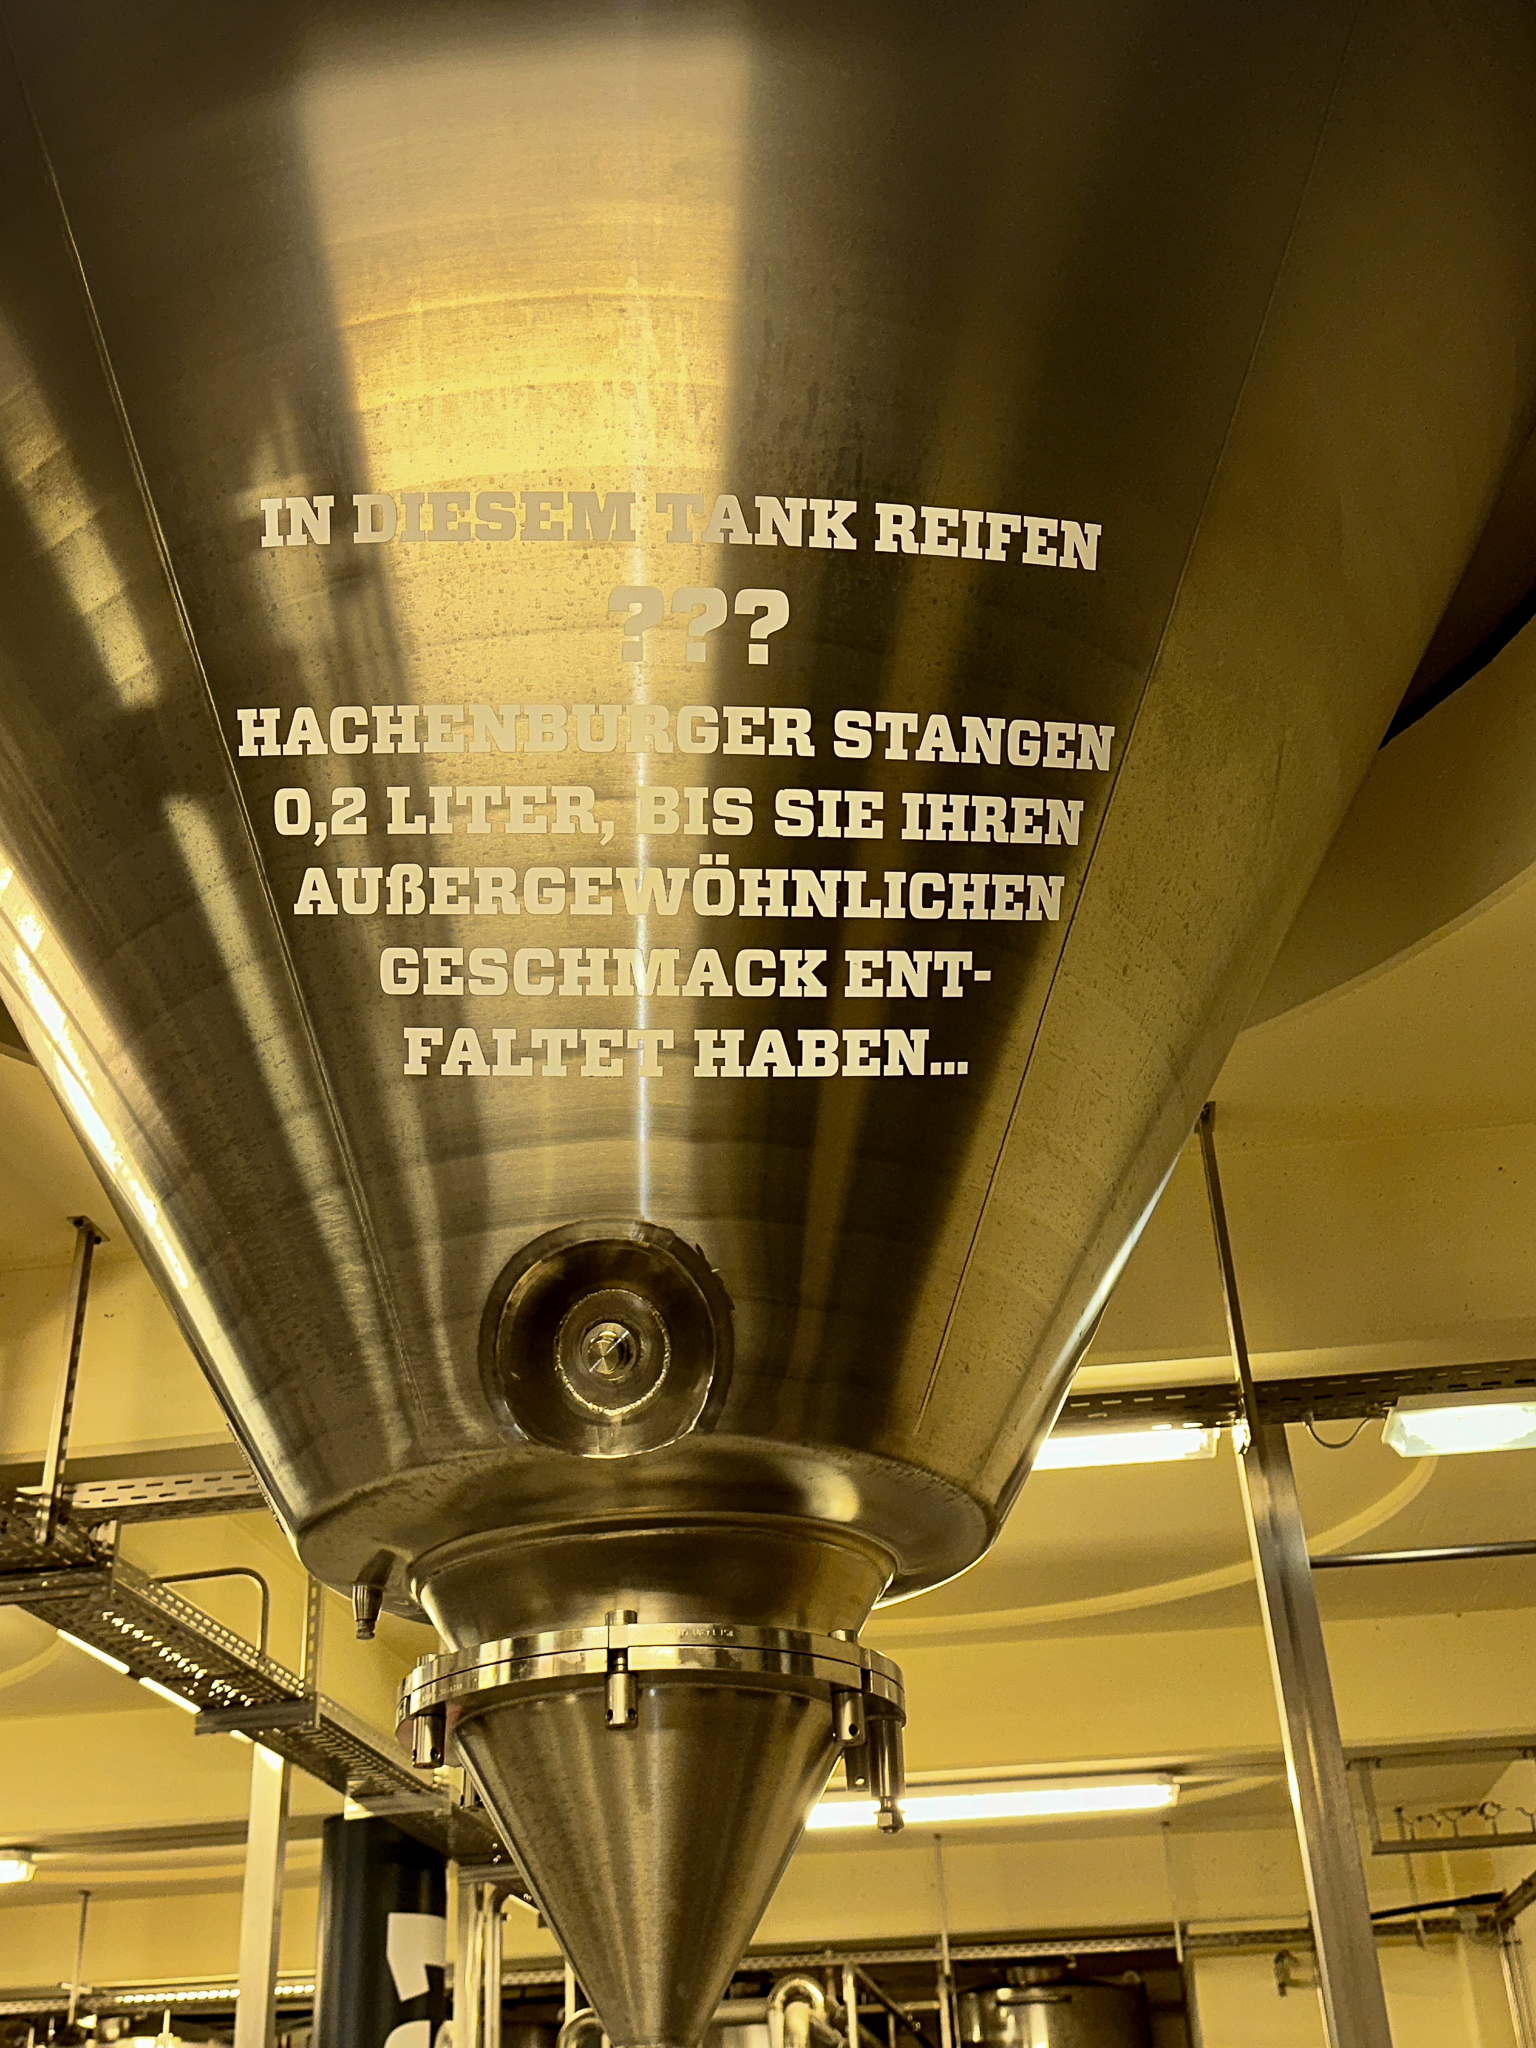 IN DIESEM TANK REIFEN
???
HACHENBURGER STANGEN
0,2 LITER, BIS SIE IHREN
AUßERGEWÖHNLICHEN
GESCHMACK ENT-
FALTET HABEN...